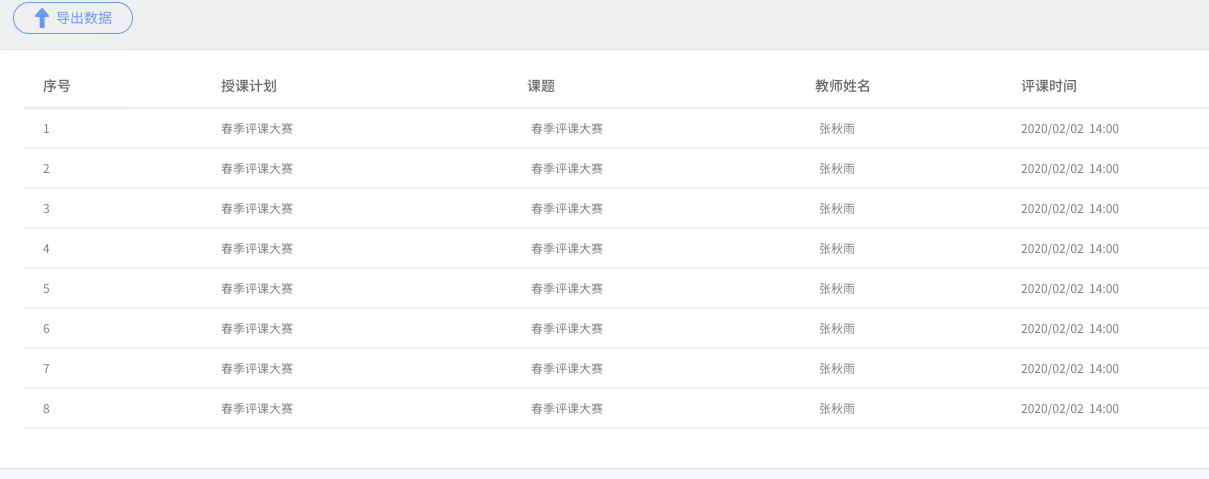 导出数据
序号 授课计划 课题 教师姓名 评课时间
1 春季评课大赛 春季评课大赛 张秋雨 2020/02/02 14:00
2 春季评课大赛 春季评课大赛 张秋雨 2020/02/02 14:00
3 春季评课大赛 春季评课大赛 张秋雨 2020/02/02 14:00
4 春季评课大赛 春季评课大赛 张秋雨 2020/02/02 14:00
5 春季评课大赛 春季评课大赛 张秋雨 2020/02/02 14:00
6 春季评课大赛 春季评课大赛 张秋雨 2020/02/02 14:00
7 春季评课大赛 春季评课大赛 张秋雨 2020/02/02 14:00
8 春季评课大赛 春季评课大赛 张秋雨 2020/02/02 14:00